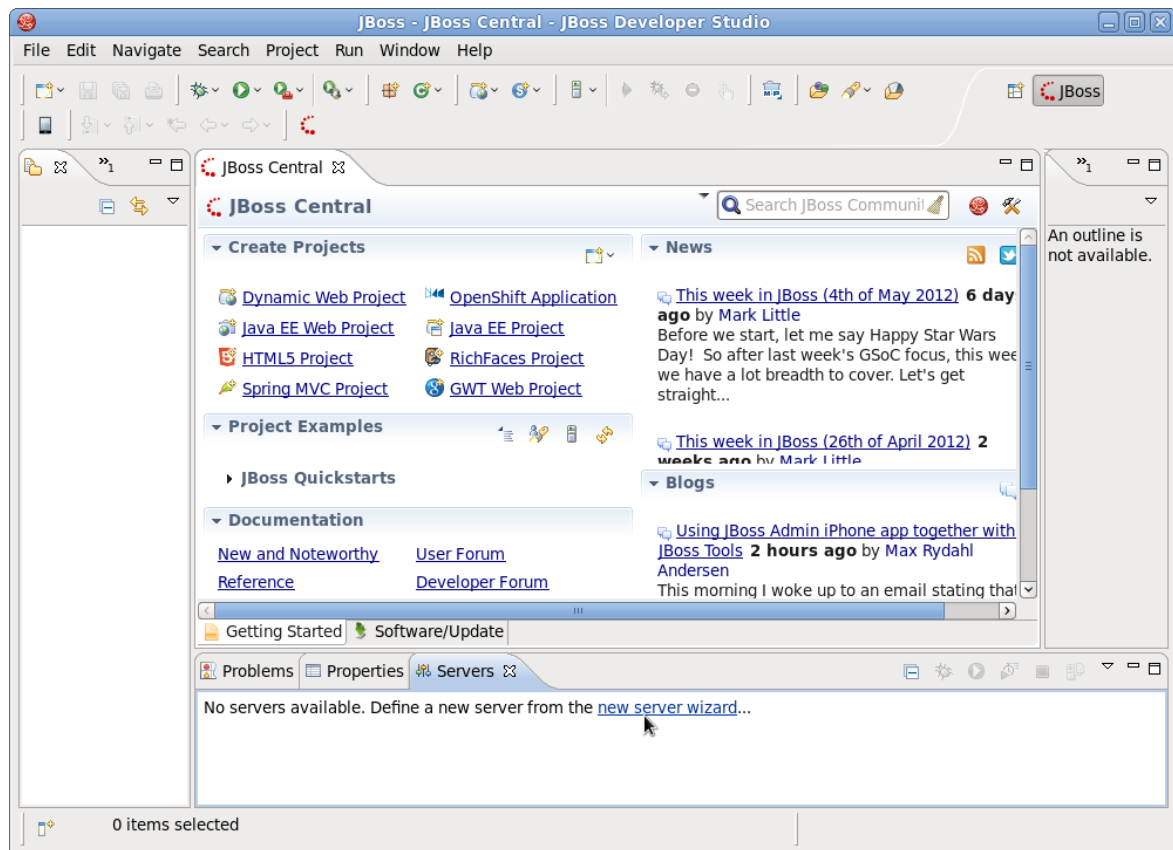 JBoss - JBoss Central - JBoss Developer Studio
File Edit Navigate Search Project Run Window Help
JBoss
»1
JBoss Central
»1
JBoss Central
Search JBoss Communit
An outline is
not available.
Create Projects
Dynamic Web Project OpenShift Application
Java EE Web Project Java EE Project
HTML5 Project RichFaces Project
Spring MVC Project GWT Web Project
Project Examples
JBoss Quickstarts
Documentation
New and Noteworthy User Forum
Reference Developer Forum
News
This week in JBoss (4th of May 2012) 6 day
ago by Mark Little
Before we start, let me say Happy Star Wars
Day! So after last week's GSoC focus, this wee
we have a lot breadth to cover. Let's get
straight...
This week in JBoss (26th of April 2012) 2
weeks ago by Mark Little
Blogs
Using JBoss Admin iPhone app together with
JBoss Tools 2 hours ago by Max Rydahl
Andersen
This morning I woke up to an email stating that
Getting Started Software/Update
Problems Properties Servers
No servers available. Define a new server from the new server wizard...
0 items selected